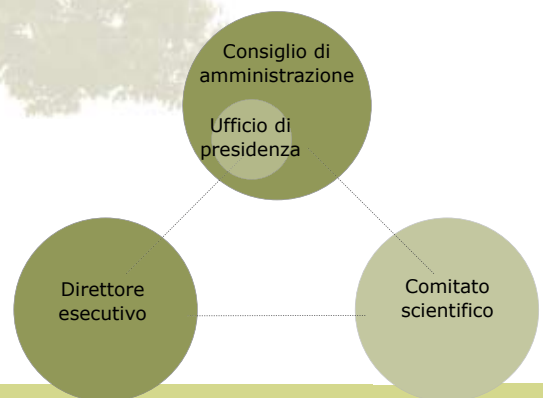 Consiglio di
amministrazione
Ufficio di
presidenza
Direttore
esecutivo
Comitato
scientifico